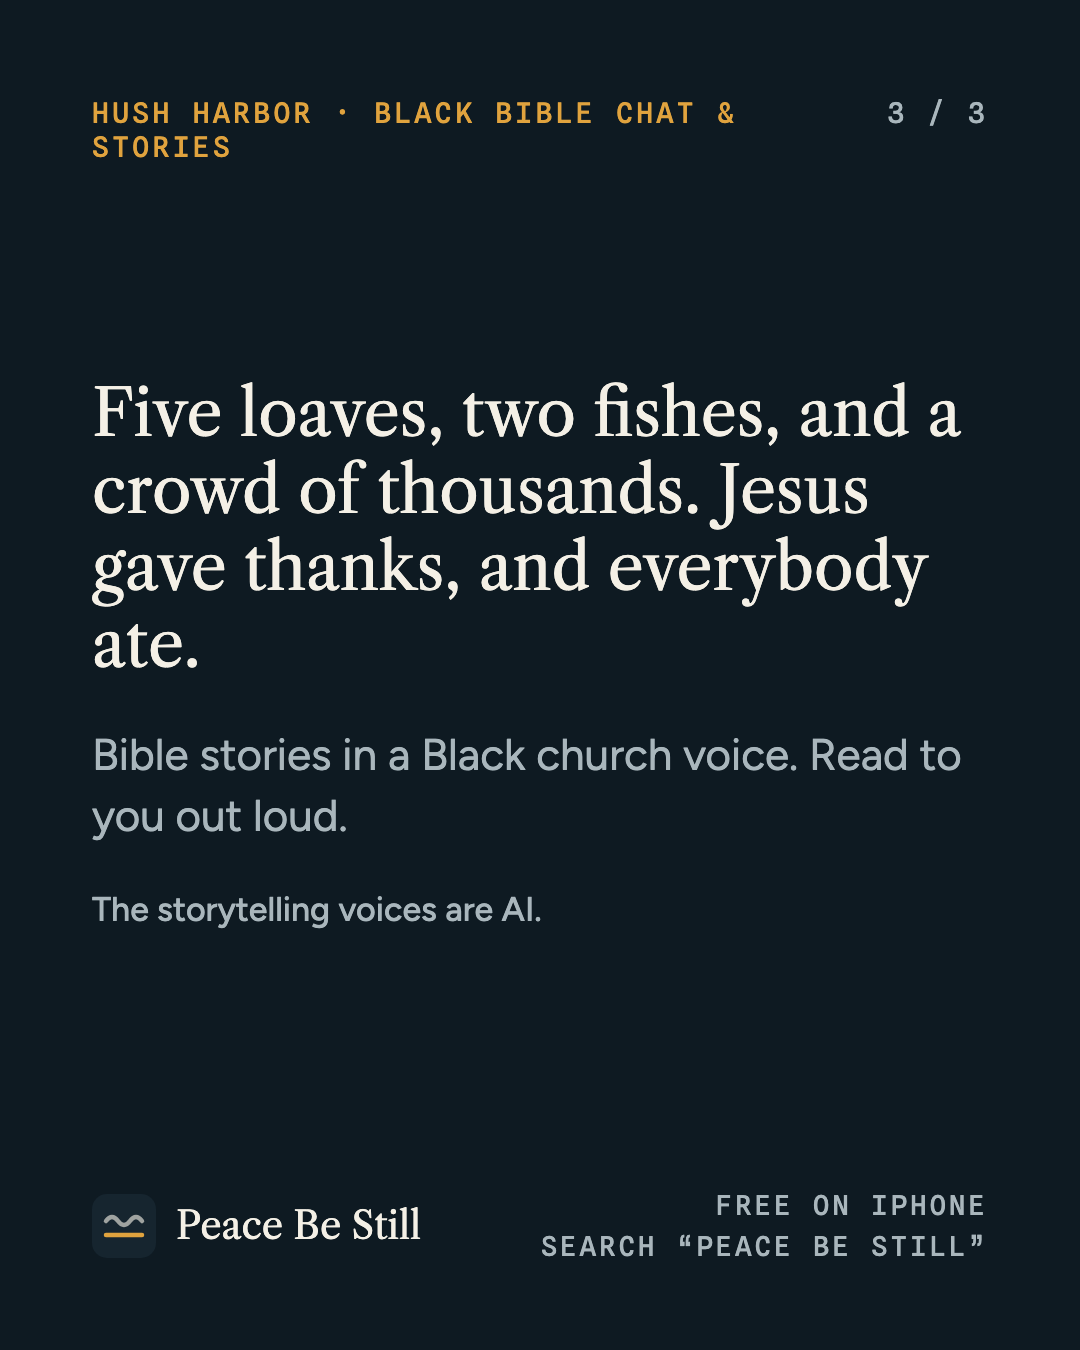 HUSH HARBOR · BLACK BIBLE CHAT &
STORIES
3 / 3
Five loaves, two fishes, and a
crowd of thousands. Jesus
gave thanks, and everybody
ate.
Bible stories in a Black church voice. Read to
you out loud.
The storytelling voices are AI.
Peace Be Still
FREE ON IPHONE
SEARCH “PEACE BE STILL”